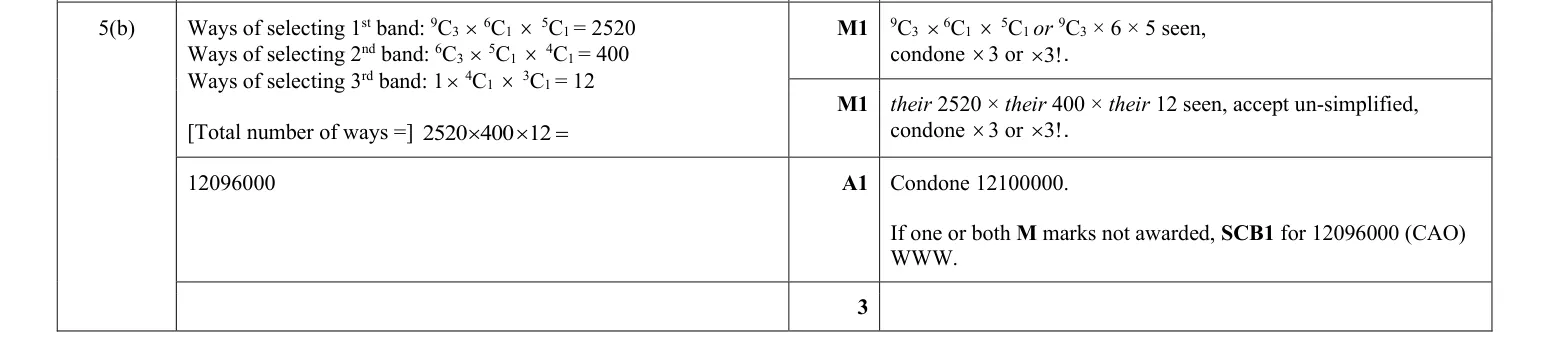 5(b)
Ways of selecting 1st band: ⁹C₃ × ⁶C₁ × ⁵C₁ = 2520
Ways of selecting 2nd band: ⁶C₃ × ⁵C₁ × ⁴C₁ = 400
Ways of selecting 3rd band: 1 × ⁴C₁ × ³C₁ = 12
[Total number of ways =] 2520×400×12 =
M1
⁹C₃ × ⁶C₁ × ⁵C₁ or ⁹C₃ × 6 × 5 seen,
condone × 3 or ×3!.
M1
their 2520 × their 400 × their 12 seen, accept un-simplified,
condone × 3 or ×3!.
12096000
A1
Condone 12100000.
If one or both M marks not awarded, SCB1 for 12096000 (CAO)
WWW.
3